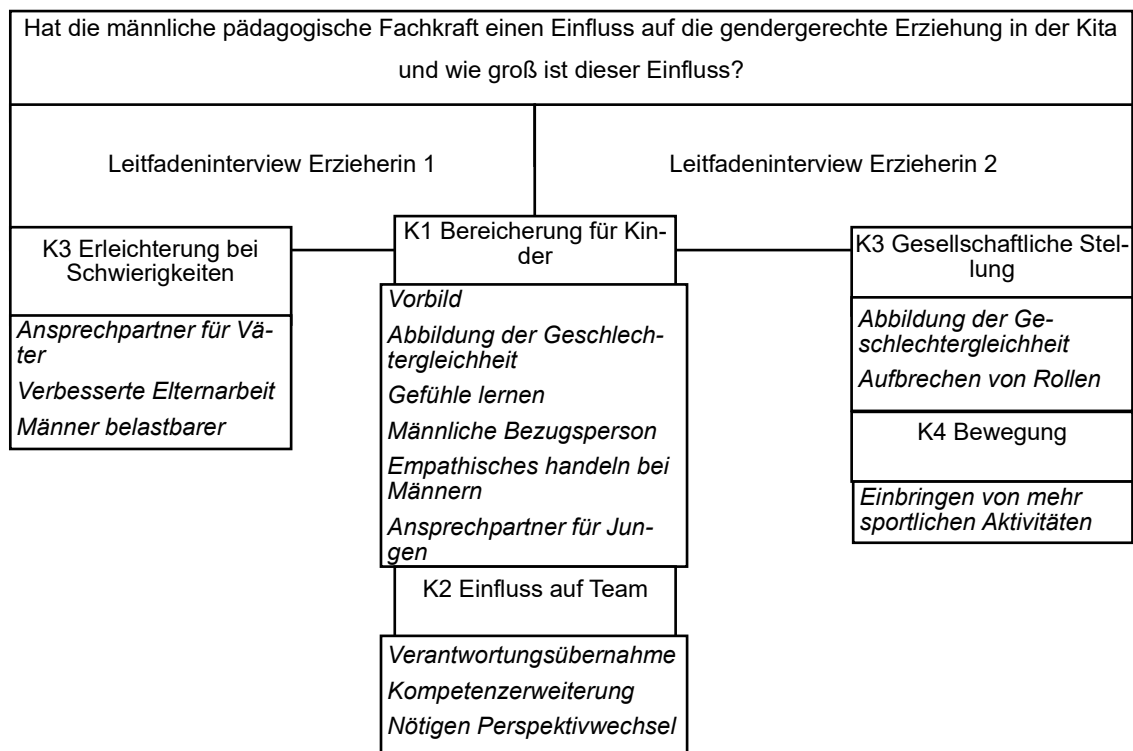 Hat die männliche pädagogische Fachkraft einen Einfluss auf die gendergerechte Erziehung in der Kita
und wie groß ist dieser Einfluss?
Leitfadeninterview Erzieherin 1
Leitfadeninterview Erzieherin 2
K3 Erleichterung bei
Schwierigkeiten
Ansprechpartner für Vä-
ter
Verbesserte Elternarbeit
Männer belastbarer
K1 Bereicherung für Kin-
der
Vorbild
Abbildung der Geschlech-
tergleichheit
Gefühle lernen
Männliche Bezugsperson
Empathisches handeln bei
Männern
Ansprechpartner für Jun-
gen
K2 Einfluss auf Team
Verantwortungsübernahme
Kompetenzerweiterung
Nötigen Perspektivwechsel
K3 Gesellschaftliche Stel-
lung
Abbildung der Ge-
schlechtergleichheit
Aufbrechen von Rollen
K4 Bewegung
Einbringen von mehr
sportlichen Aktivitäten